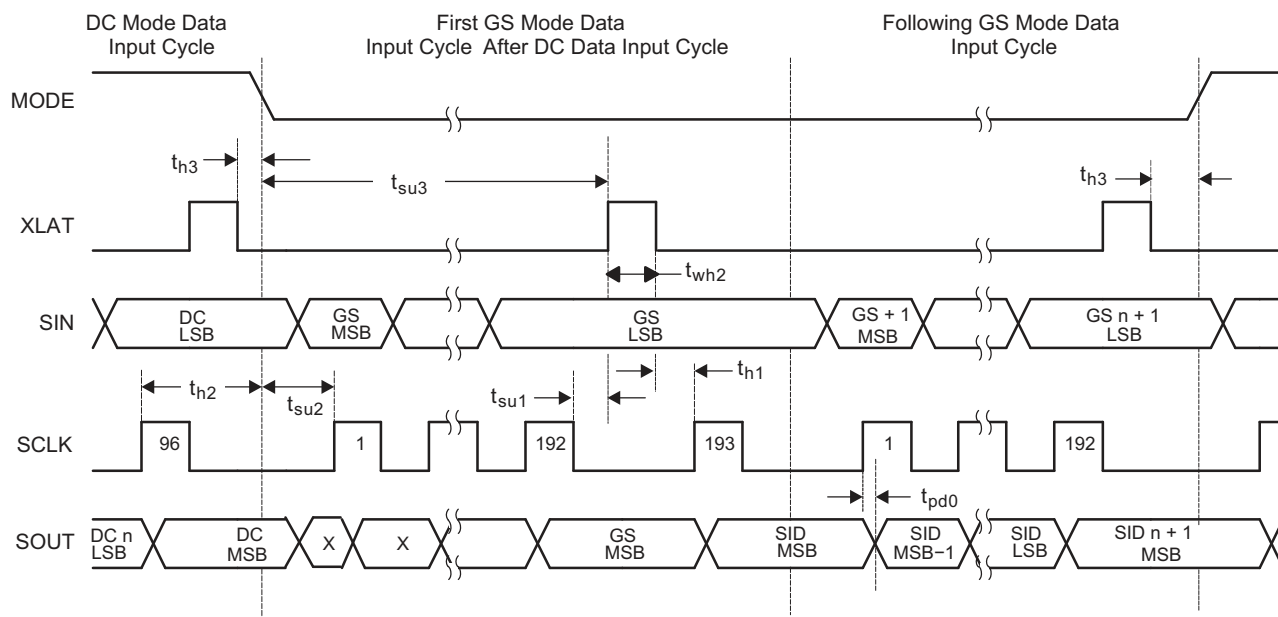 DC Mode Data
Input Cycle
First GS Mode Data
Input Cycle After DC Data Input Cycle
Following GS Mode Data
Input Cycle
MODE
th3
tsu3
th3
XLAT
twh2
SIN
DC
LSB
GS
MSB
GS
LSB
GS + 1
MSB
GS n + 1
LSB
th2
tsu2
tsu1
th1
SCLK
96
1
192
193
1
192
tpd0
SOUT
DC n
LSB
DC
MSB
X
X
GS
MSB
SID
MSB
SID
MSB−1
SID
LSB
SID n + 1
MSB